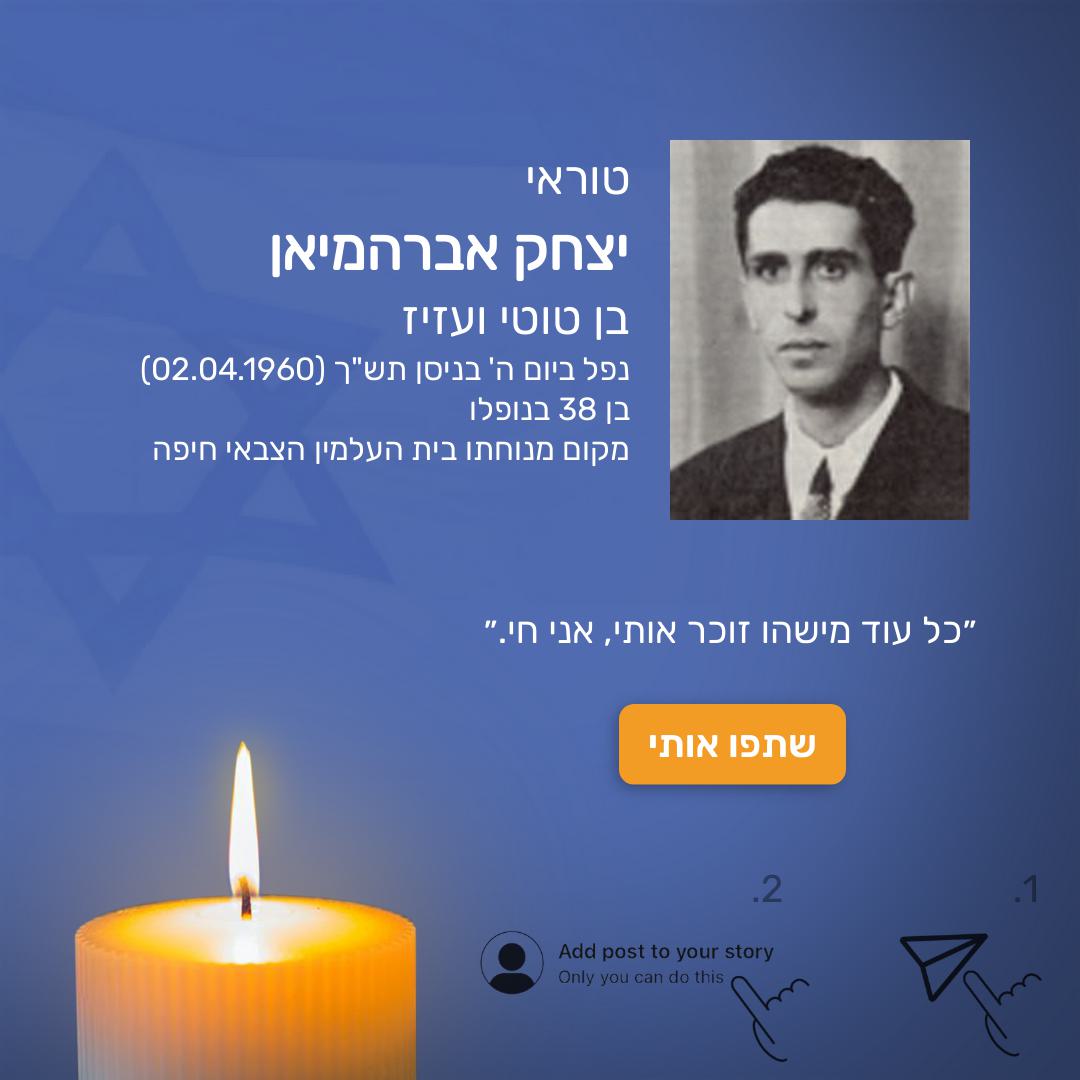 טוראי
יצחק אברהמיאן
בן טוטי ועזיז
נפל ביום ה' בניסן תש"ך (02.04.1960)
בן 38 בנופלו
מקום מנוחתו בית העלמין הצבאי חיפה
״כל עוד מישהו זוכר אותי, אני חי.״
שתפו אותי
1.
2.
Add post to your story
Only you can do this